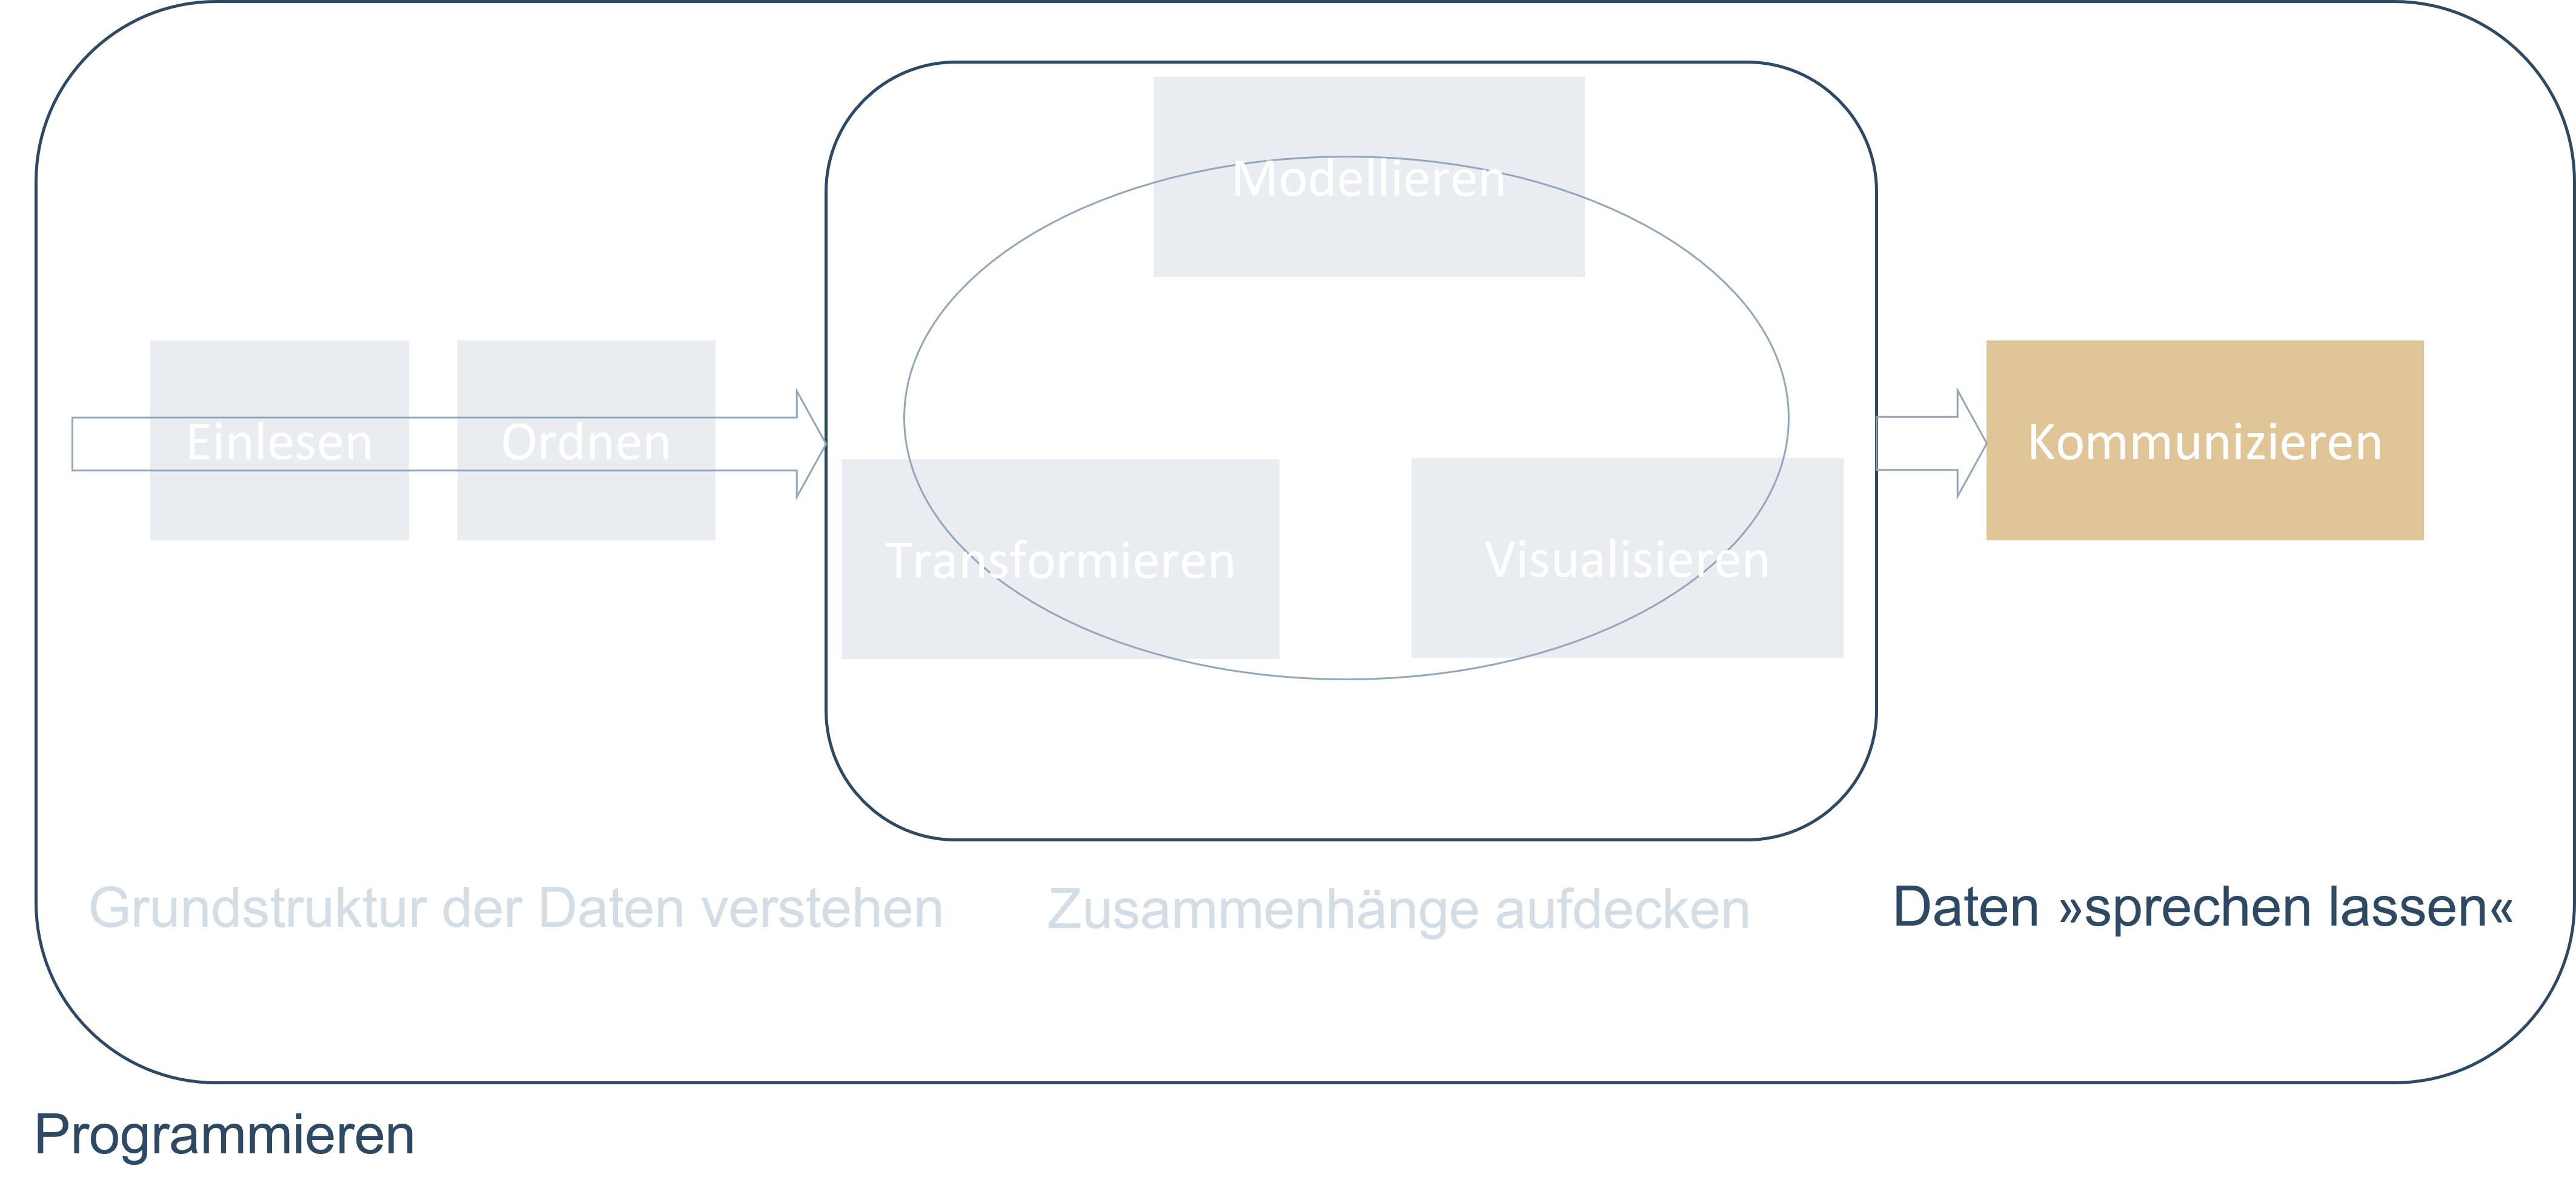 Modellieren
Einlesen
Ordnen
Kommunizieren
Transformieren
Visualisieren
Grundstruktur der Daten verstehen
Zusammenhänge aufdecken
Daten »sprechen lassen«
Programmieren